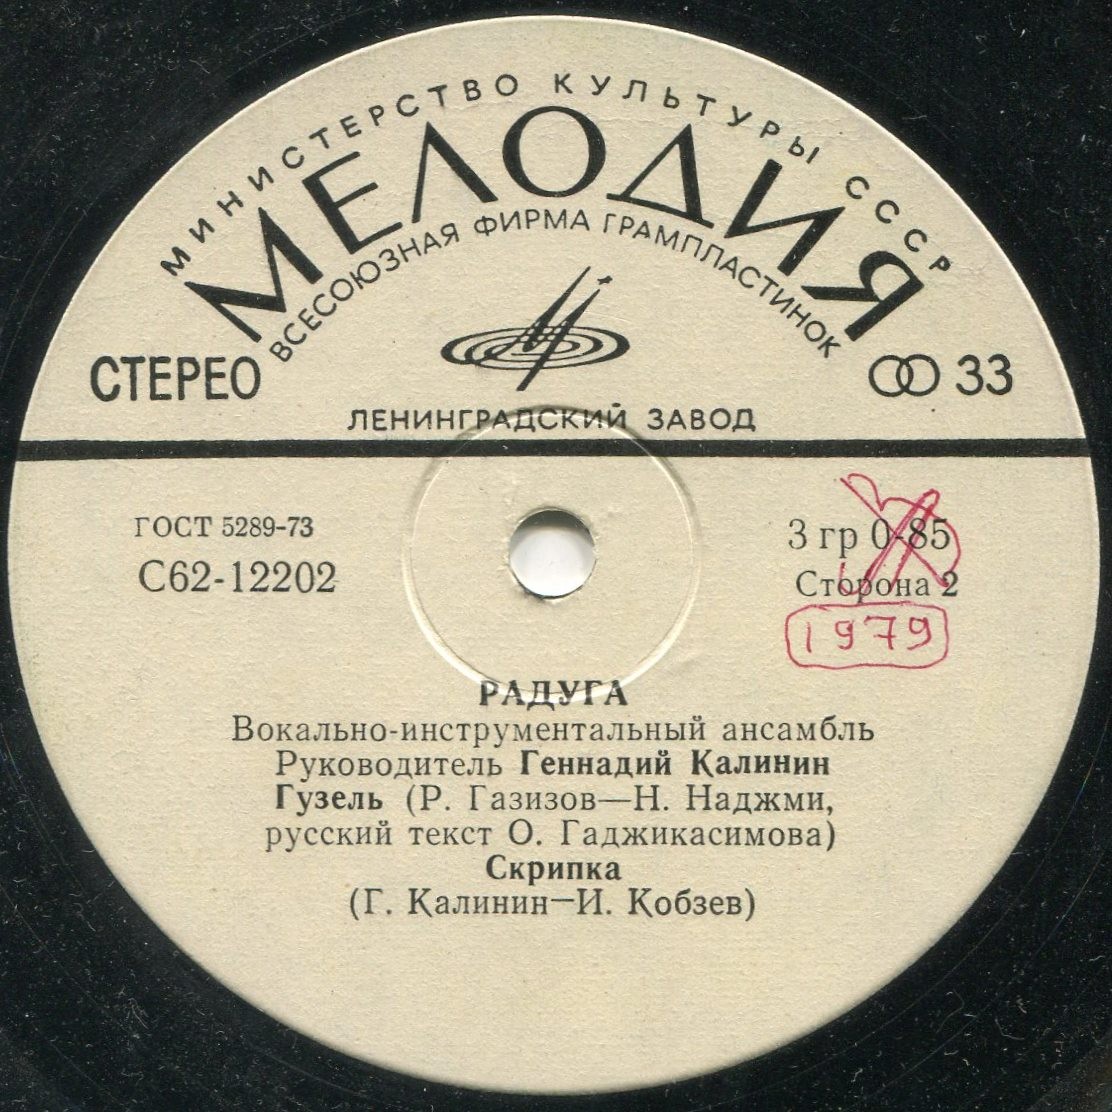 МИНИСТЕРСТВО КУЛЬТУРЫ СССР
МЕЛОДИЯ
ВСЕСОЮЗНАЯ ФИРМА ГРАМПЛАСТИНОК
СТЕРЕО
33
ЛЕНИНГРАДСКИЙ ЗАВОД
ГОСТ 5289-73
3 гр 0-85
С62-12202
Сторона 2
1979
РАДУГА
Вокально-инструментальный ансамбль
Руководитель Геннадий Калинин
Гузель (Р. Газизов—Н. Наджми,
русский текст О. Гаджикасимова)
Скрипка
(Г. Калинин—И. Кобзев)